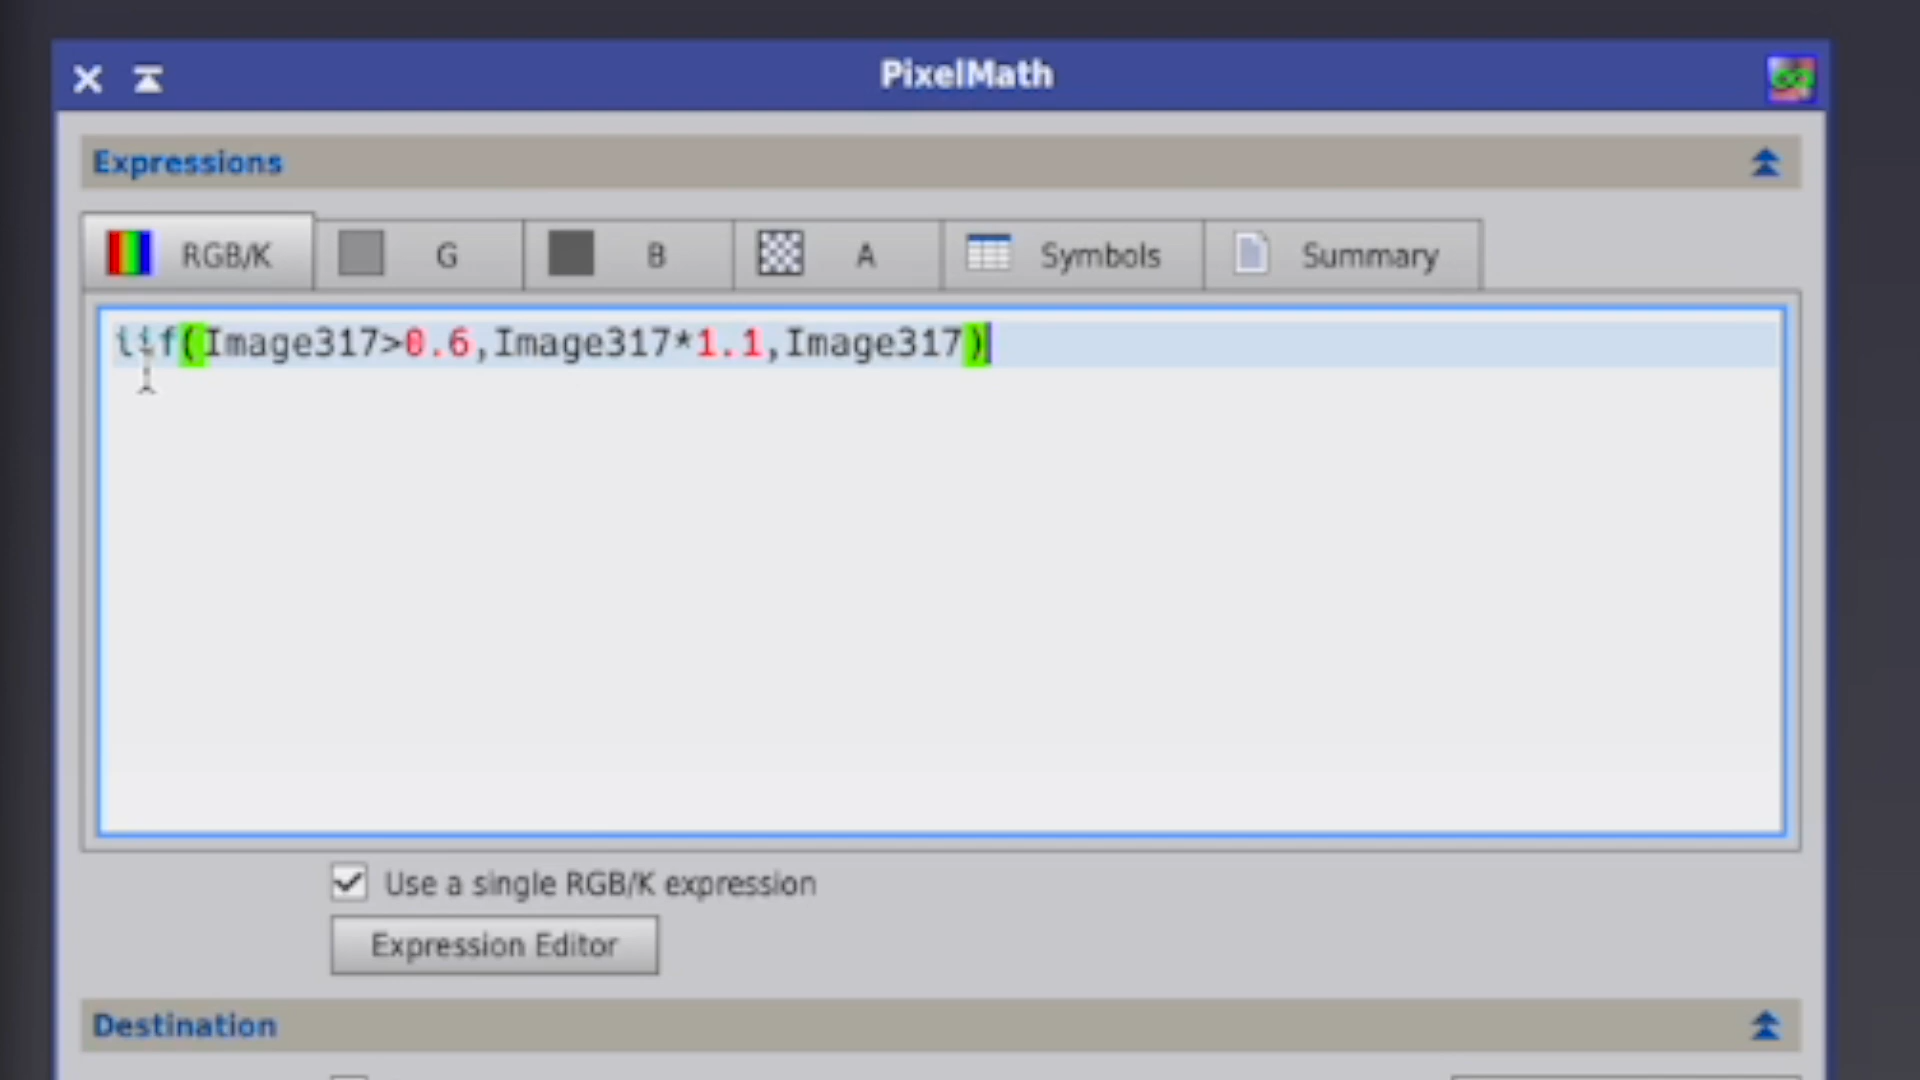 PixelMath
Expressions
RGB/K G B A Symbols Summary
iif(Image317>0.6,Image317*1.1,Image317)
Use a single RGB/K expression
Expression Editor
Destination